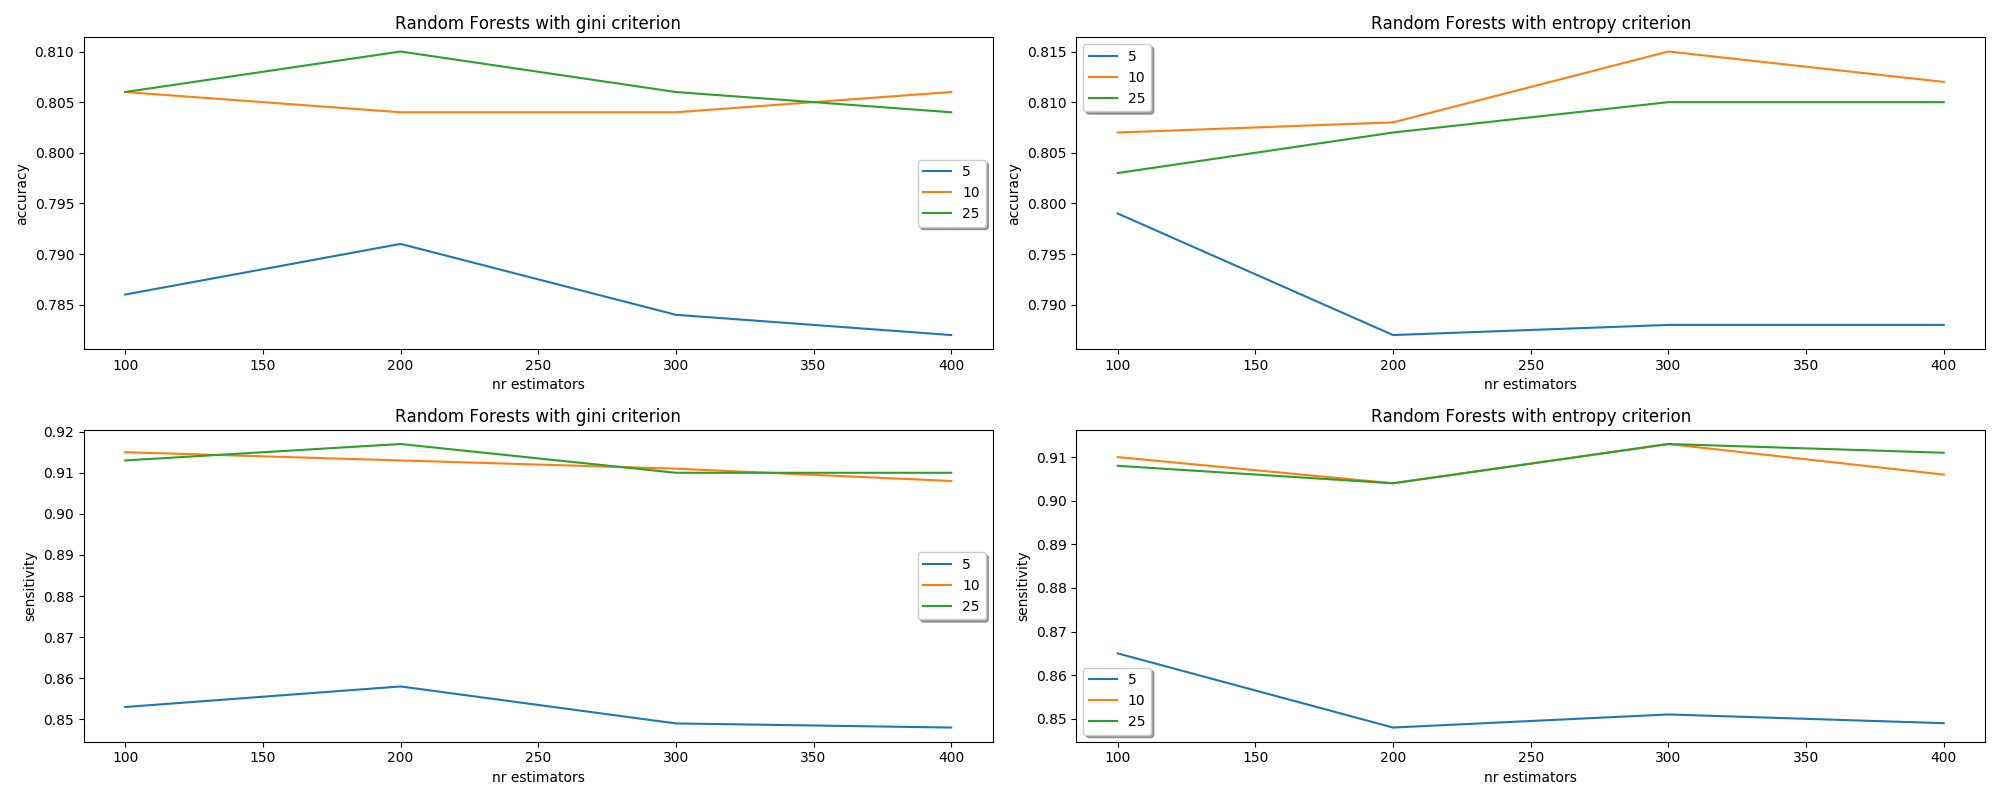 Random Forests with gini criterion
0.810
0.805
0.800
0.795
0.790
0.785
accuracy
5
10
25
100 150 200 250 300 350 400
nr estimators
Random Forests with entropy criterion
0.815
0.810
0.805
0.800
0.795
0.790
accuracy
5
10
25
100 150 200 250 300 350 400
nr estimators
Random Forests with gini criterion
0.92
0.91
0.90
0.89
0.88
0.87
0.86
0.85
sensitivity
5
10
25
100 150 200 250 300 350 400
nr estimators
Random Forests with entropy criterion
0.91
0.90
0.89
0.88
0.87
0.86
0.85
sensitivity
5
10
25
100 150 200 250 300 350 400
nr estimators